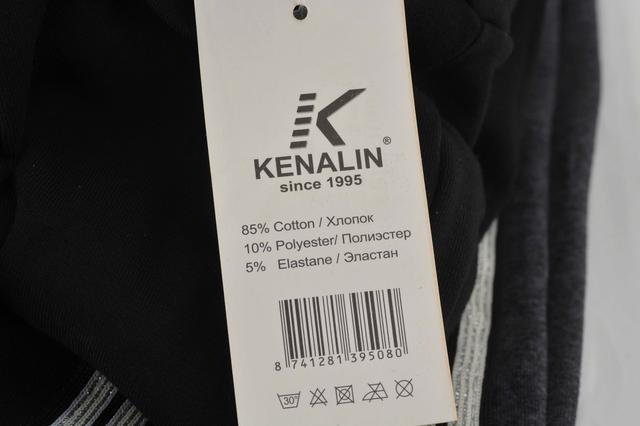 KENALIN®
since 1995
85% Cotton / Хлопок
10% Polyester/ Полиэстер
5% Elastane / Эластан
8 741281 395080
30°